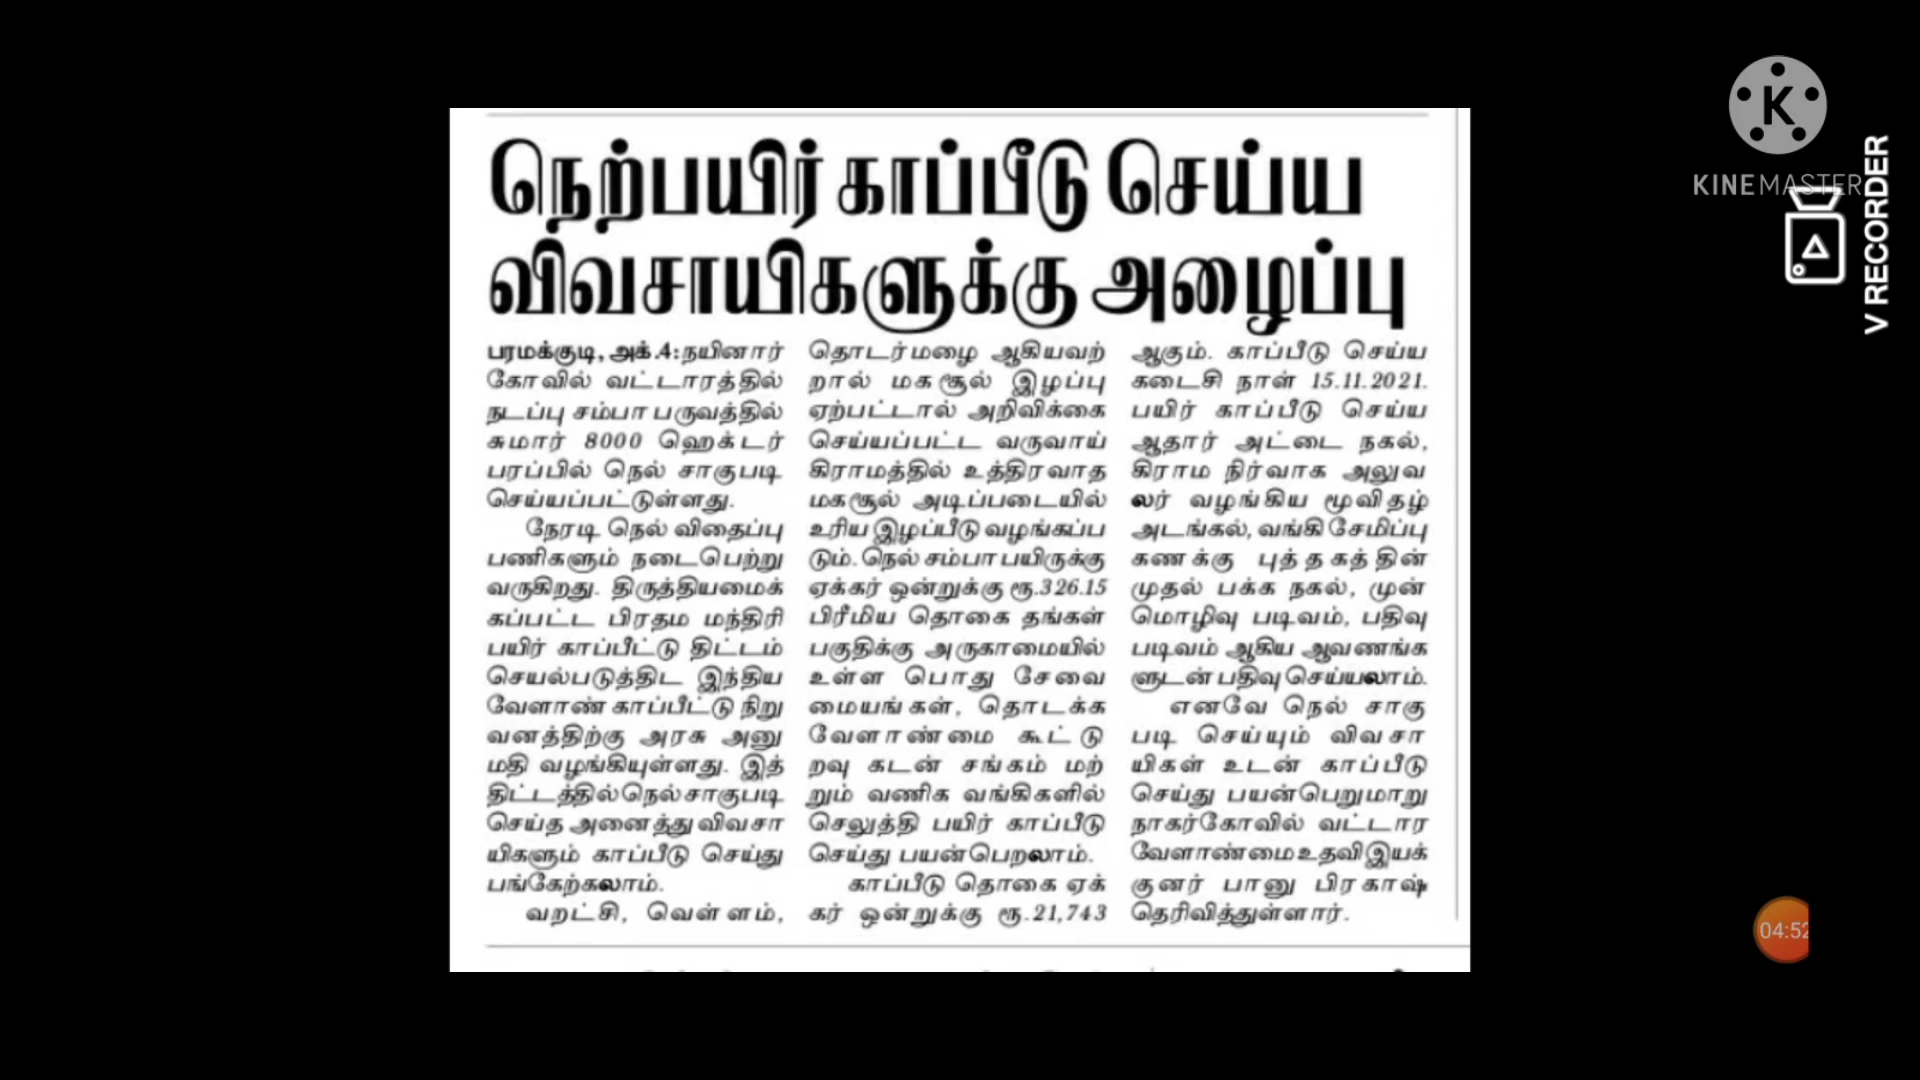 நெற்பயிர் காப்பீடு செய்ய
விவசாயிகளுக்கு அழைப்பு
பரமக்குடி, அக்.4: நயினார்
கோவில் வட்டாரத்தில்
நடப்பு சம்பா பருவத்தில்
சுமார் 8000 ஹெக்டர்
பரப்பில் நெல் சாகுபடி
செய்யப்பட்டுள்ளது.
நேரடி நெல் விதைப்பு
பணிகளும் நடைபெற்று
வருகிறது. திருத்தியமைக்
கப்பட்ட பிரதம மந்திரி
பயிர் காப்பீட்டு திட்டம்
செயல்படுத்திட இந்திய
வேளாண் காப்பீட்டு நிறு
வனத்திற்கு அரசு அனு
மதி வழங்கியுள்ளது. இத்
திட்டத்தில் நெல் சாகுபடி
செய்த அனைத்து விவசா
யிகளும் காப்பீடு செய்து
பங்கேற்கலாம்.
வறட்சி, வெள்ளம்,
தொடர்மழை ஆகியவற்
றால் மகசூல் இழப்பு
ஏற்பட்டால் அறிவிக்கை
செய்யப்பட்ட வருவாய்
கிராமத்தில் உத்திரவாத
மகசூல் அடிப்படையில்
உரிய இழப்பீடு வழங்கப்ப
டும். நெல் சம்பா பயிருக்கு
ஏக்கர் ஒன்றுக்கு ரூ.326.15
பிரீமிய தொகை தங்கள்
பகுதிக்கு அருகாமையில்
உள்ள பொது சேவை
மையங்கள், தொடக்க
வேளாண்மை கூட்டு
றவு கடன் சங்கம் மற்
றும் வணிக வங்கிகளில்
செலுத்தி பயிர் காப்பீடு
செய்து பயன்பெறலாம்.
காப்பீடு தொகை ஏக்
கர் ஒன்றுக்கு ரூ.21,743
ஆகும். காப்பீடு செய்ய
கடைசி நாள் 15.11.2021.
பயிர் காப்பீடு செய்ய
ஆதார் அட்டை நகல்,
கிராம நிர்வாக அலுவ
லர் வழங்கிய மூவிதழ்
அடங்கல், வங்கி சேமிப்பு
கணக்கு புத்தகத்தின்
முதல் பக்க நகல், முன்
மொழிவு படிவம், பதிவு
படிவம் ஆகிய ஆவணங்க
ளுடன் பதிவு செய்யலாம்.
எனவே நெல் சாகு
படி செய்யும் விவசா
யிகள் உடன் காப்பீடு
செய்து பயன்பெறுமாறு
நாகர்கோவில் வட்டார
வேளாண்மை உதவி இயக்
குனர் பானு பிரகாஷ்
தெரிவித்துள்ளார்.
K
KINEMASTER
V RECORDER
04:52